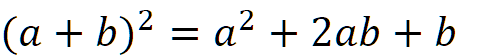 (a + b)² = a² + 2ab + b